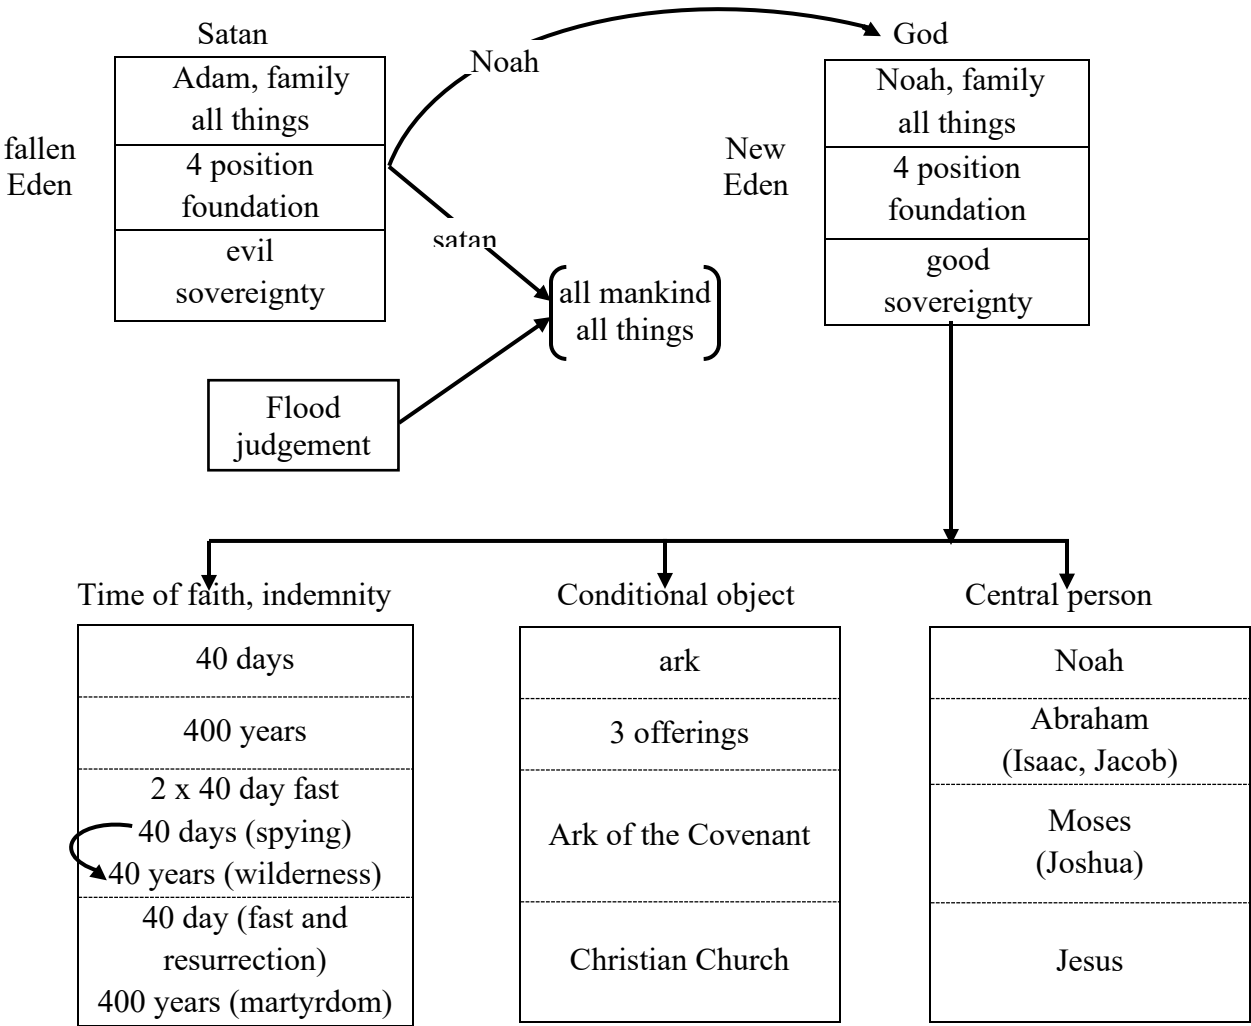 Satan
Noah
God
Adam, family
all things
4 position
foundation
evil
sovereignty
fallen
Eden
New
Eden
Noah, family
all things
4 position
foundation
good
sovereignty
satan
all mankind
all things
Flood
judgement
Time of faith, indemnity
40 days
400 years
2 x 40 day fast
40 days (spying)
40 years (wilderness)
40 day (fast and
resurrection)
400 years (martyrdom)
Conditional object
ark
3 offerings
Ark of the Covenant
Christian Church
Central person
Noah
Abraham
(Isaac, Jacob)
Moses
(Joshua)
Jesus